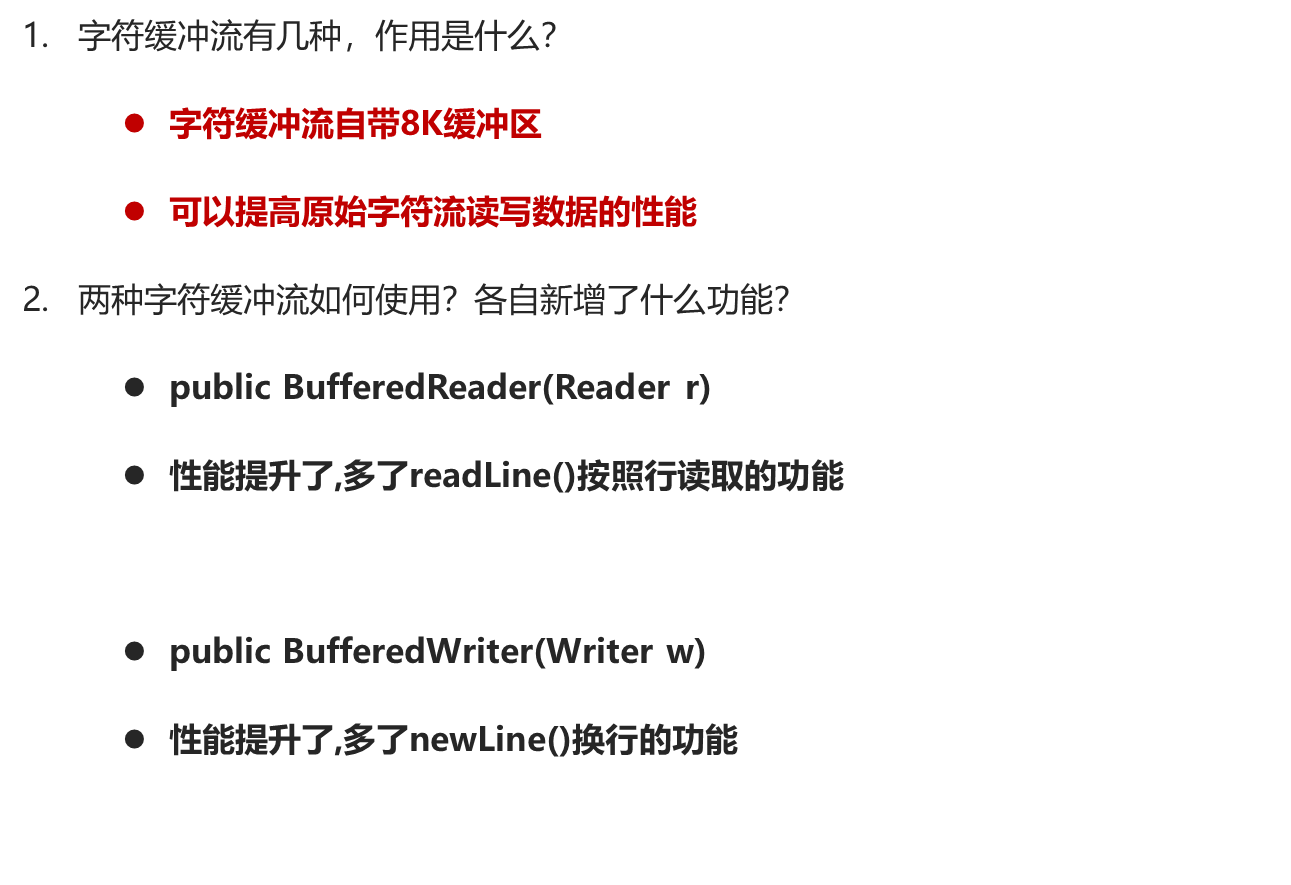 1. 字符缓冲流有几种，作用是什么？
● 字符缓冲流自带8K缓冲区
● 可以提高原始字符流读写数据的性能
2. 两种字符缓冲流如何使用？各自新增了什么功能？
● public BufferedReader(Reader r)
● 性能提升了,多了readLine()按照行读取的功能
● public BufferedWriter(Writer w)
● 性能提升了,多了newLine()换行的功能